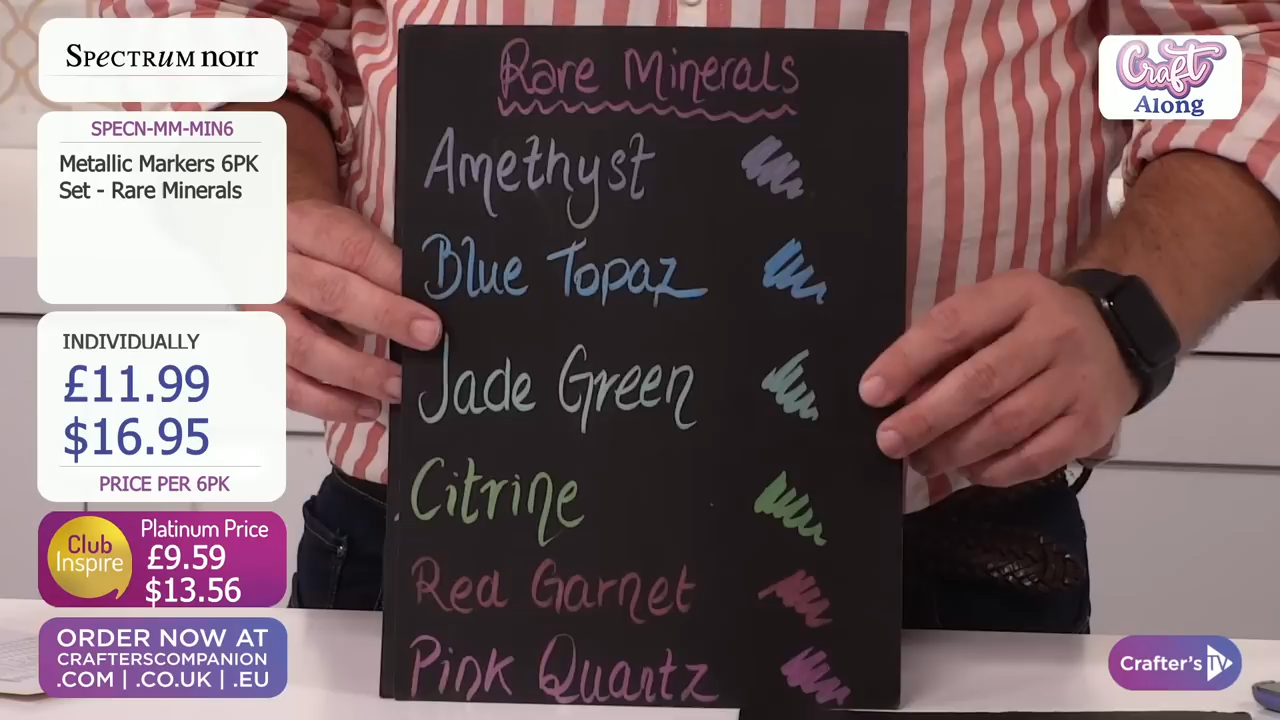 SPECTRUM NOIR
SPECN-MM-MIN6
Metallic Markers 6PK
Set - Rare Minerals
INDIVIDUALLY
£11.99
$16.95
PRICE PER 6PK
Club
Inspire
Platinum Price
£9.59
$13.56
ORDER NOW AT
CRAFTERSCOMPANION
.COM | .CO.UK | .EU
Rare Minerals
Amethyst
Blue Topaz
Jade Green
Citrine
Red Garnet
Pink Quartz
Craft
Along
Crafter's TV